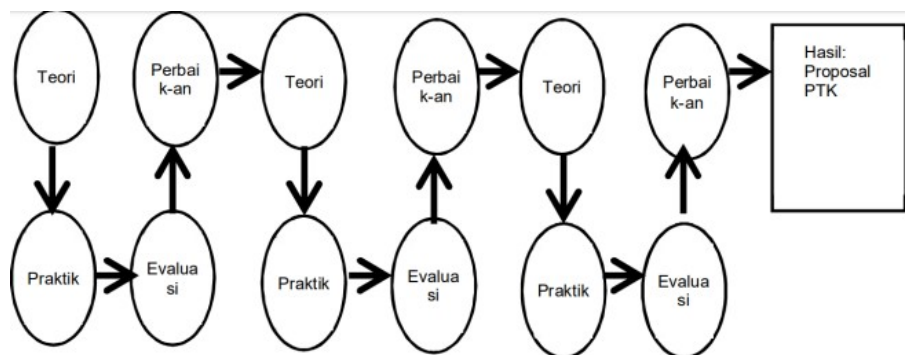 Teori
Praktik
Evalua
si
Perbai
k-an
Teori
Praktik
Evalua
si
Perbai
k-an
Teori
Praktik
Evalua
si
Perbai
k-an
Hasil:
Proposal
PTK